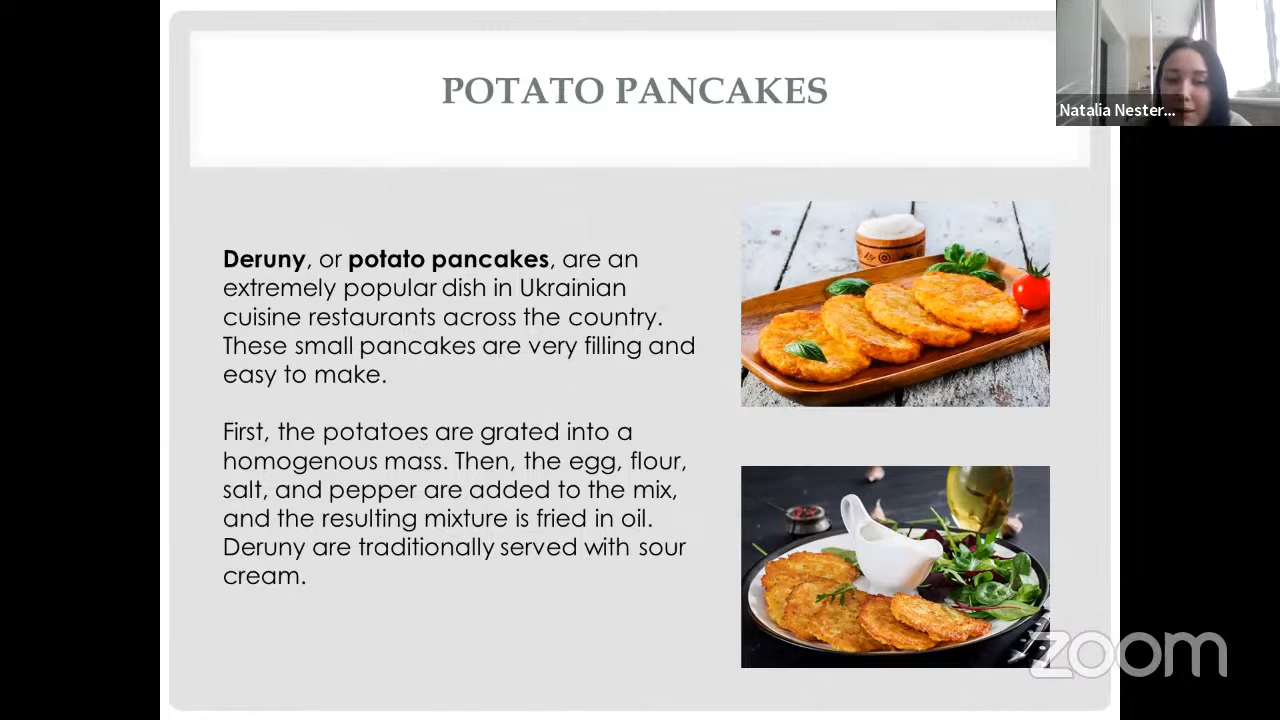 POTATO PANCAKES
Natalia Nester...
Deruny, or potato pancakes, are an
extremely popular dish in Ukrainian
cuisine restaurants across the country.
These small pancakes are very filling and
easy to make.
First, the potatoes are grated into a
homogenous mass. Then, the egg, flour,
salt, and pepper are added to the mix,
and the resulting mixture is fried in oil.
Deruny are traditionally served with sour
cream.
zoom